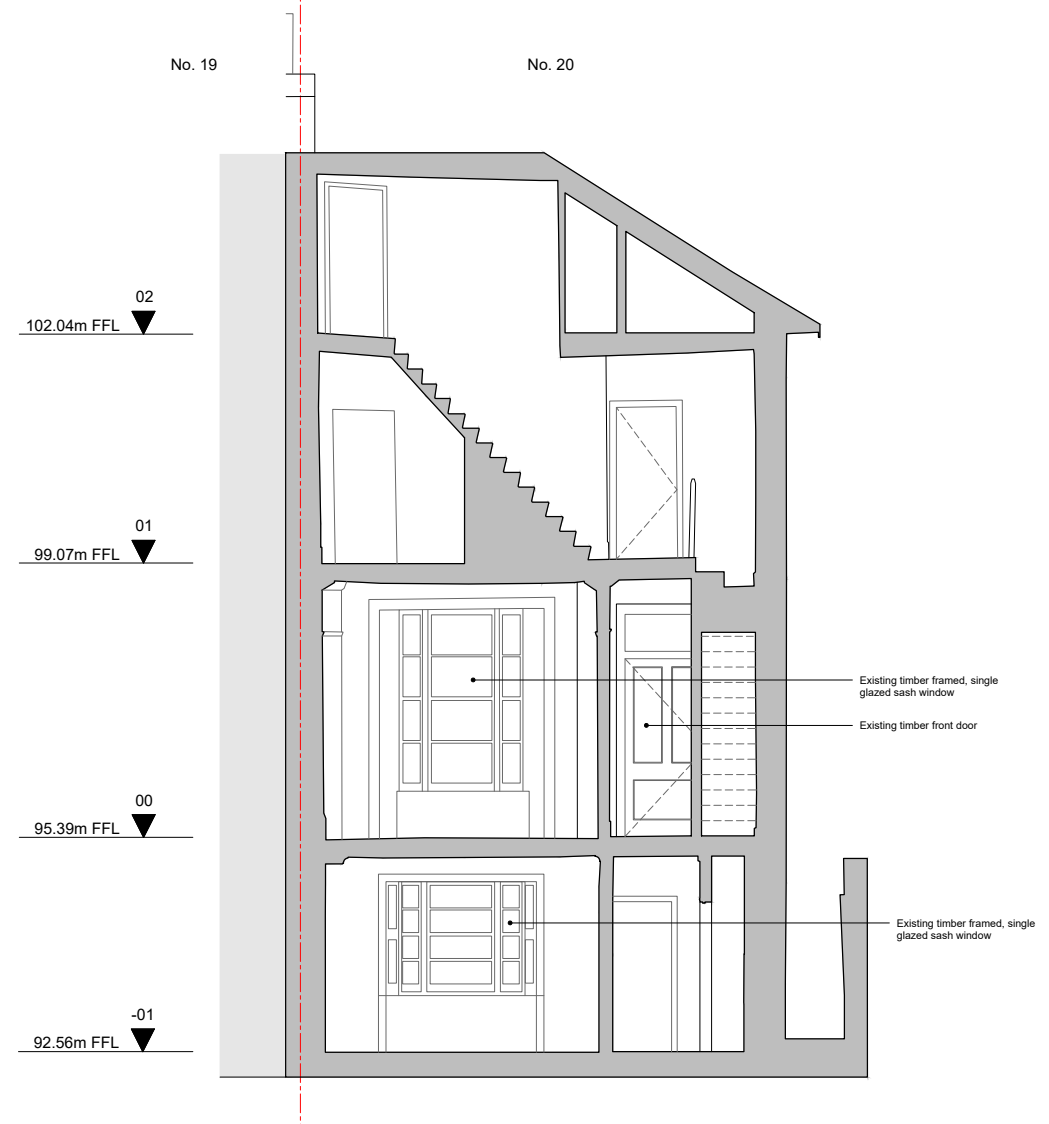 No. 19
No. 20
02
102.04m FFL
01
99.07m FFL
Existing timber framed, single
glazed sash window
Existing timber front door
00
95.39m FFL
Existing timber framed, single
glazed sash window
-01
92.56m FFL